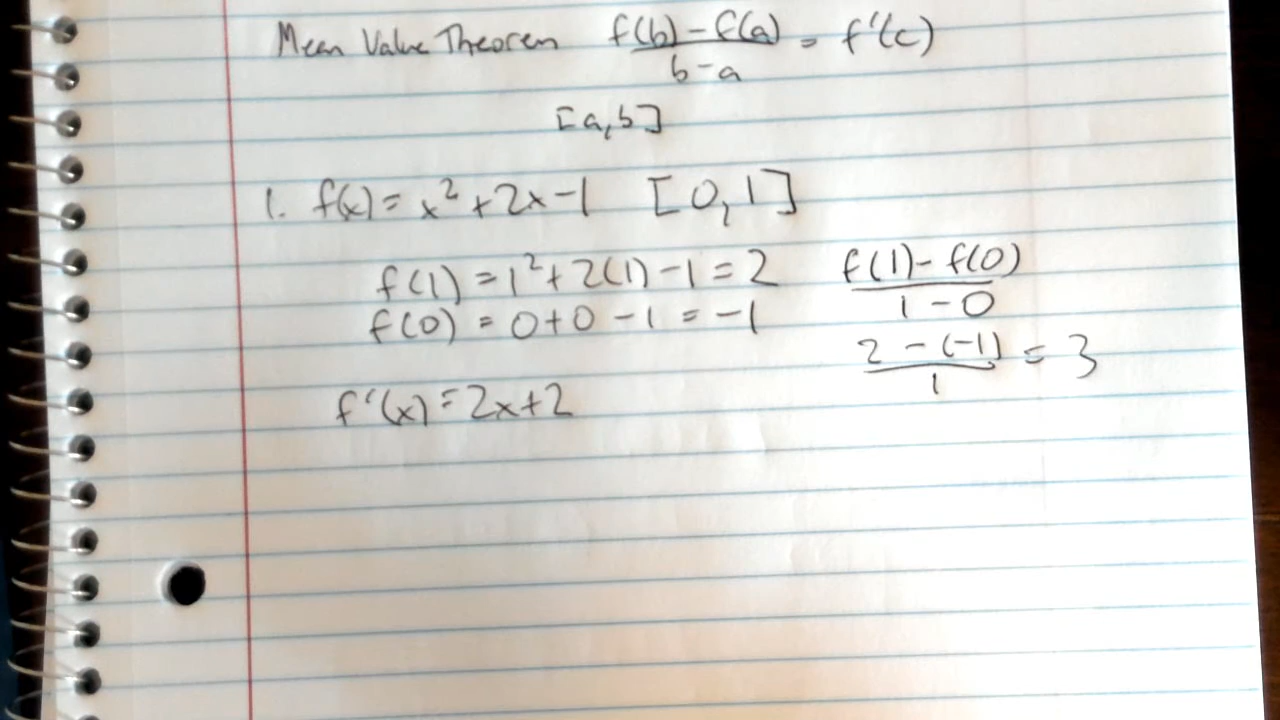 Mean Value Theorem f(b) - f(a) / b - a = f'(c)
[a,b]
1. f(x) = x² + 2x - 1 [0, 1]
f(1) = 1² + 2(1) - 1 = 2 f(1) - f(0) / 1 - 0
f(0) = 0 + 0 - 1 = -1
2 - (-1) / 1 = 3
f'(x) = 2x + 2